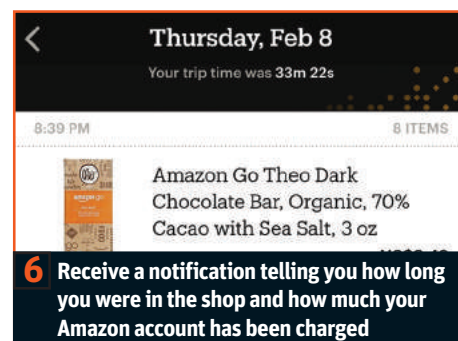 Thursday, Feb 8
Your trip time was 33m 22s
8:39 PM 8 ITEMS
amazon go
Amazon Go Theo Dark
Chocolate Bar, Organic, 70%
Cacao with Sea Salt, 3 oz
6 Receive a notification telling you how long
you were in the shop and how much your
Amazon account has been charged